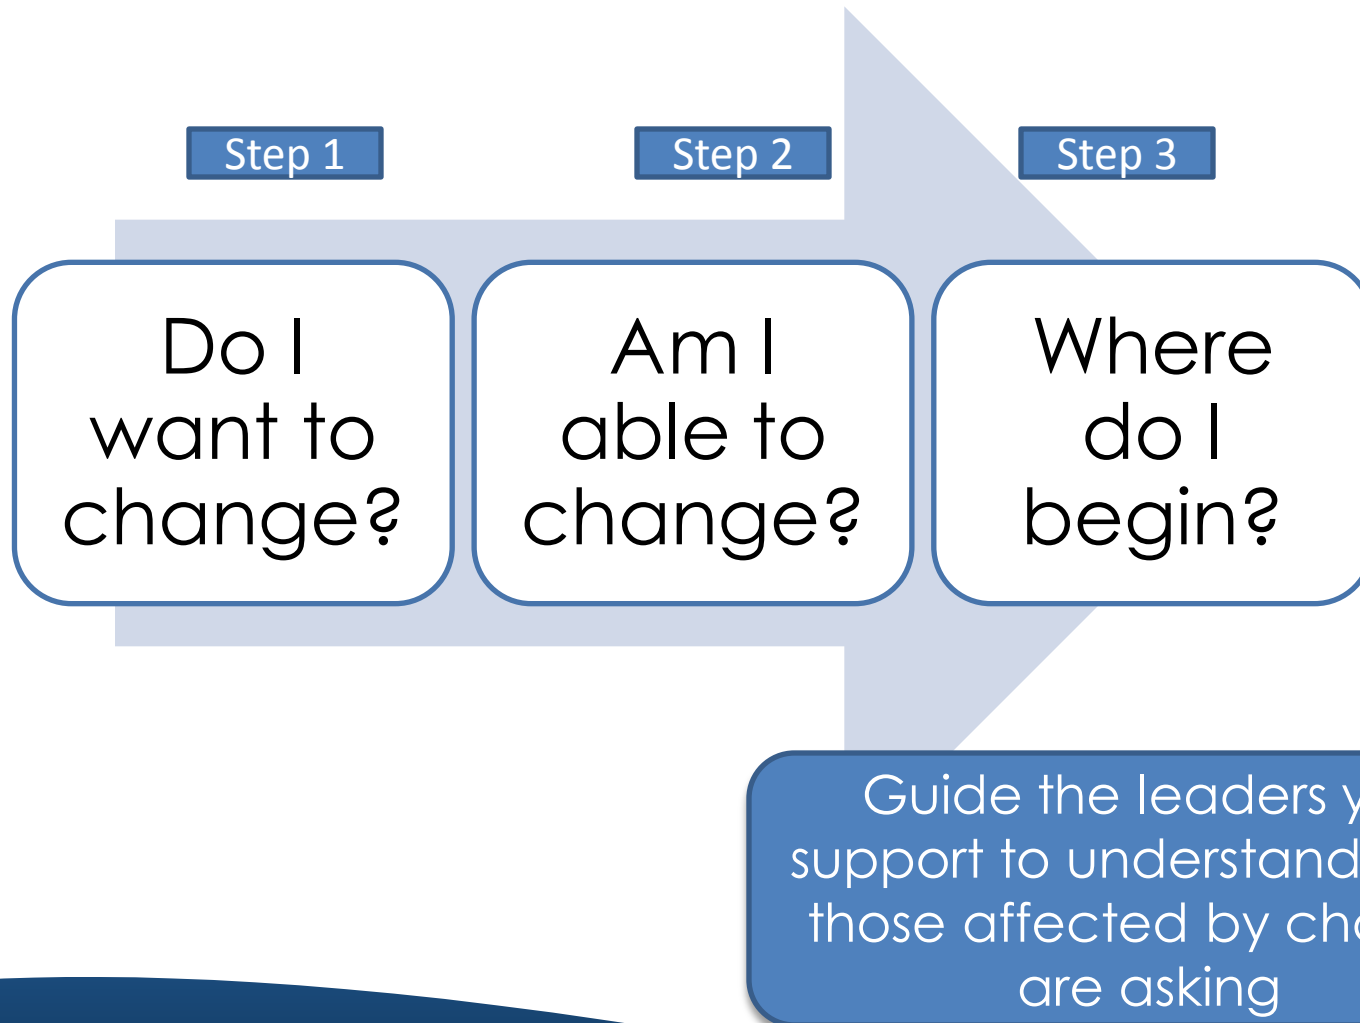 Step 1
Step 2
Step 3
Do I
want to
change?
Am I
able to
change?
Where
do I
begin?
Guide the leaders
support to understand
those affected by
are asking